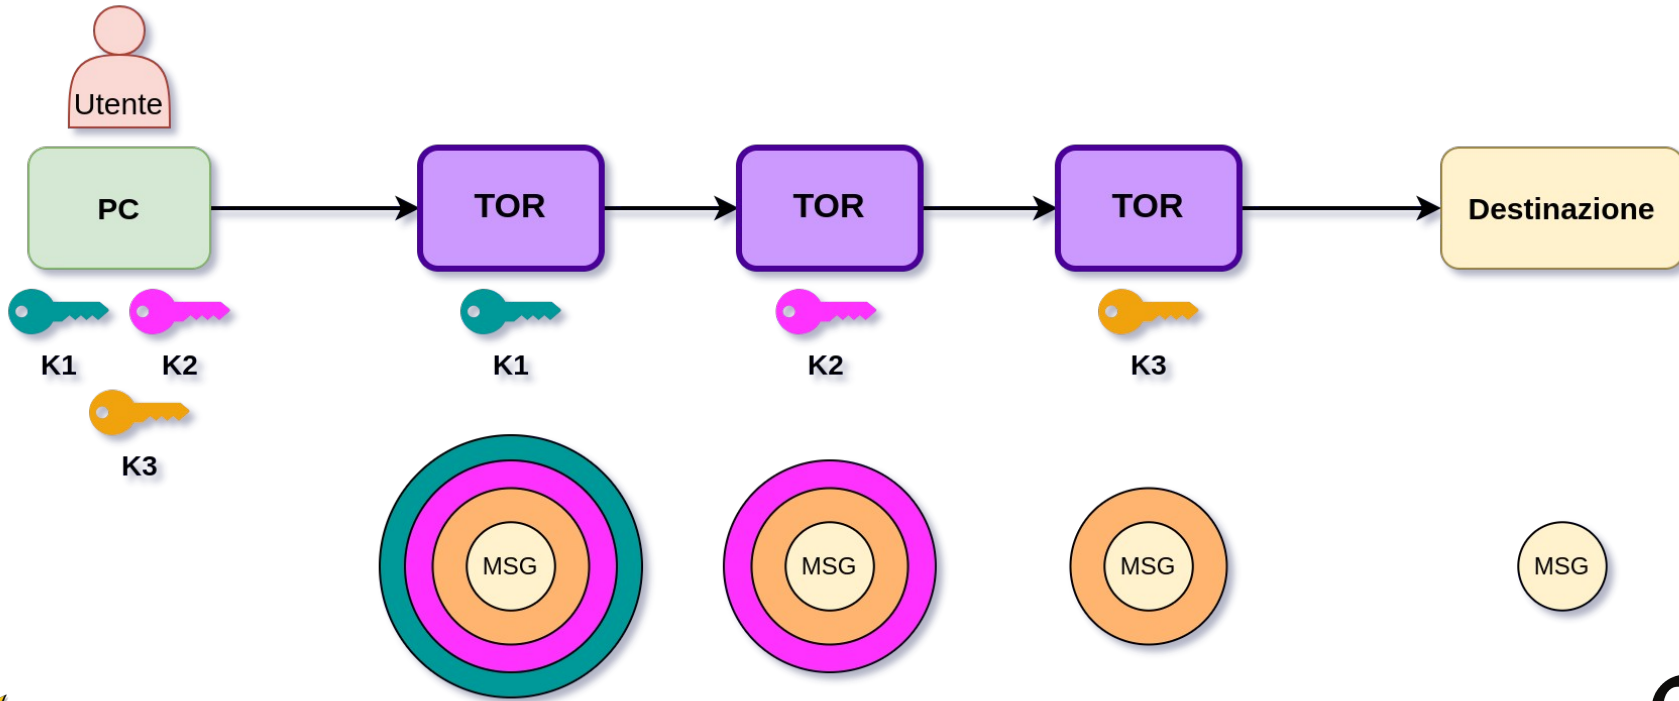 Utente
PC
TOR
TOR
TOR
Destinazione
K1
K2
K1
K2
K3
K3
MSG
MSG
MSG
MSG